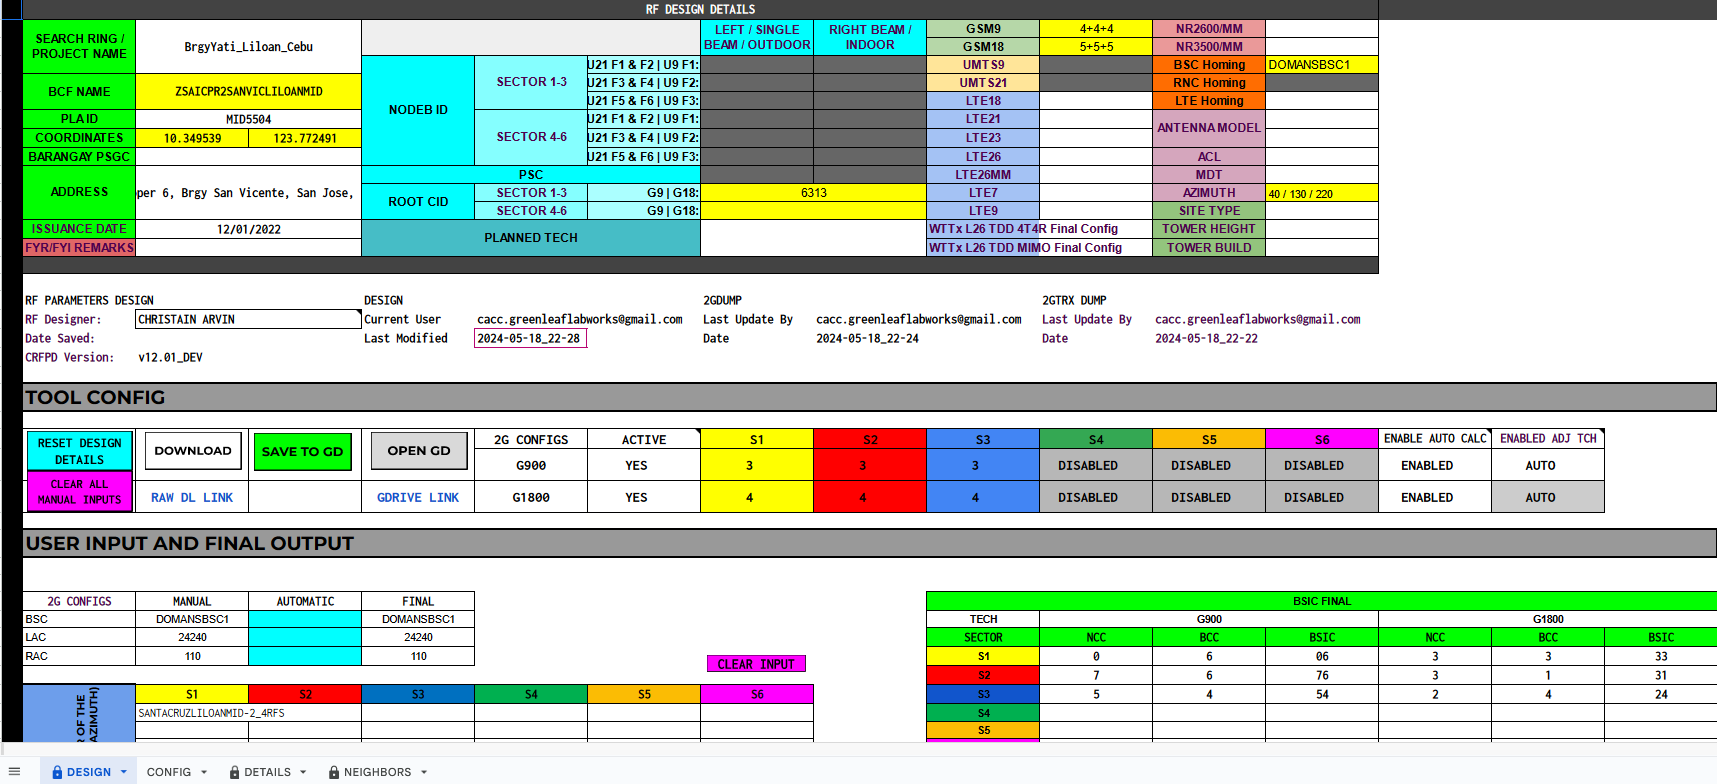 RF DESIGN DETAILS
SEARCH RING / PROJECT NAME BrgyYati_Liloan_Cebu LEFT / SINGLE BEAM / OUTDOOR RIGHT BEAM / INDOOR GSM9 4+4+4 NR2600/MM
GSM18 5+5+5 NR3500/MM
NODEB ID SECTOR 1-3 U21 F1 & F2 | U9 F1: UMTS9 BSC Homing DOMANSBSC1
BCF NAME ZSAICPR2SANVICLILOANMID U21 F3 & F4 | U9 F2: UMTS21 RNC Homing
U21 F5 & F6 | U9 F3: LTE18 LTE Homing
PLA ID MID5504 SECTOR 4-6 U21 F1 & F2 | U9 F1: LTE21 ANTENNA MODEL
COORDINATES 10.349539 123.772491 U21 F3 & F4 | U9 F2: LTE23
BARANGAY PSGC U21 F5 & F6 | U9 F3: LTE26 ACL
ADDRESS per 6, Brgy San Vicente, San Jose, PSC LTE26MM MDT
ROOT CID SECTOR 1-3 G9 | G18: 6313 LTE7 AZIMUTH 40 / 130 / 220
SECTOR 4-6 G9 | G18: LTE9 SITE TYPE
ISSUANCE DATE 12/01/2022 PLANNED TECH WTTx L26 TDD 4T4R Final Config TOWER HEIGHT
FYR/FYI REMARKS WTTx L26 TDD MIMO Final Config TOWER BUILD
RF PARAMETERS DESIGN DESIGN 2GDUMP 2GTRX DUMP
RF Designer: CHRISTAIN ARVIN Current User cacc.greenleaflabworks@gmail.com Last Update By cacc.greenleaflabworks@gmail.com Last Update By cacc.greenleaflabworks@gmail.com
Date Saved: Last Modified 2024-05-18_22-28 Date 2024-05-18_22-24 Date 2024-05-18_22-22
CRFPD Version: v12.01_DEV
TOOL CONFIG
RESET DESIGN DETAILS DOWNLOAD SAVE TO GD OPEN GD 2G CONFIGS ACTIVE S1 S2 S3 S4 S5 S6 ENABLE AUTO CALC ENABLED ADJ TCH
G900 YES 3 3 3 DISABLED DISABLED DISABLED ENABLED AUTO
CLEAR ALL MANUAL INPUTS RAW DL LINK GDRIVE LINK G1800 YES 4 4 4 DISABLED DISABLED DISABLED ENABLED AUTO
USER INPUT AND FINAL OUTPUT
2G CONFIGS MANUAL AUTOMATIC FINAL BSIC FINAL
BSC DOMANSBSC1 DOMANSBSC1 TECH G900 G1800
LAC 24240 24240 SECTOR NCC BCC BSIC NCC BCC BSIC
RAC 110 110 S1 0 6 06 3 3 33
CLEAR INPUT S2 7 6 76 3 1 31
S1 S2 S3 S4 S5 S6 S3 5 4 54 2 4 24
R OF THE AZIMUTH) SANTACRUZLILOANMID-2_4RFS S4
S5
DESIGN CONFIG DETAILS NEIGHBORS